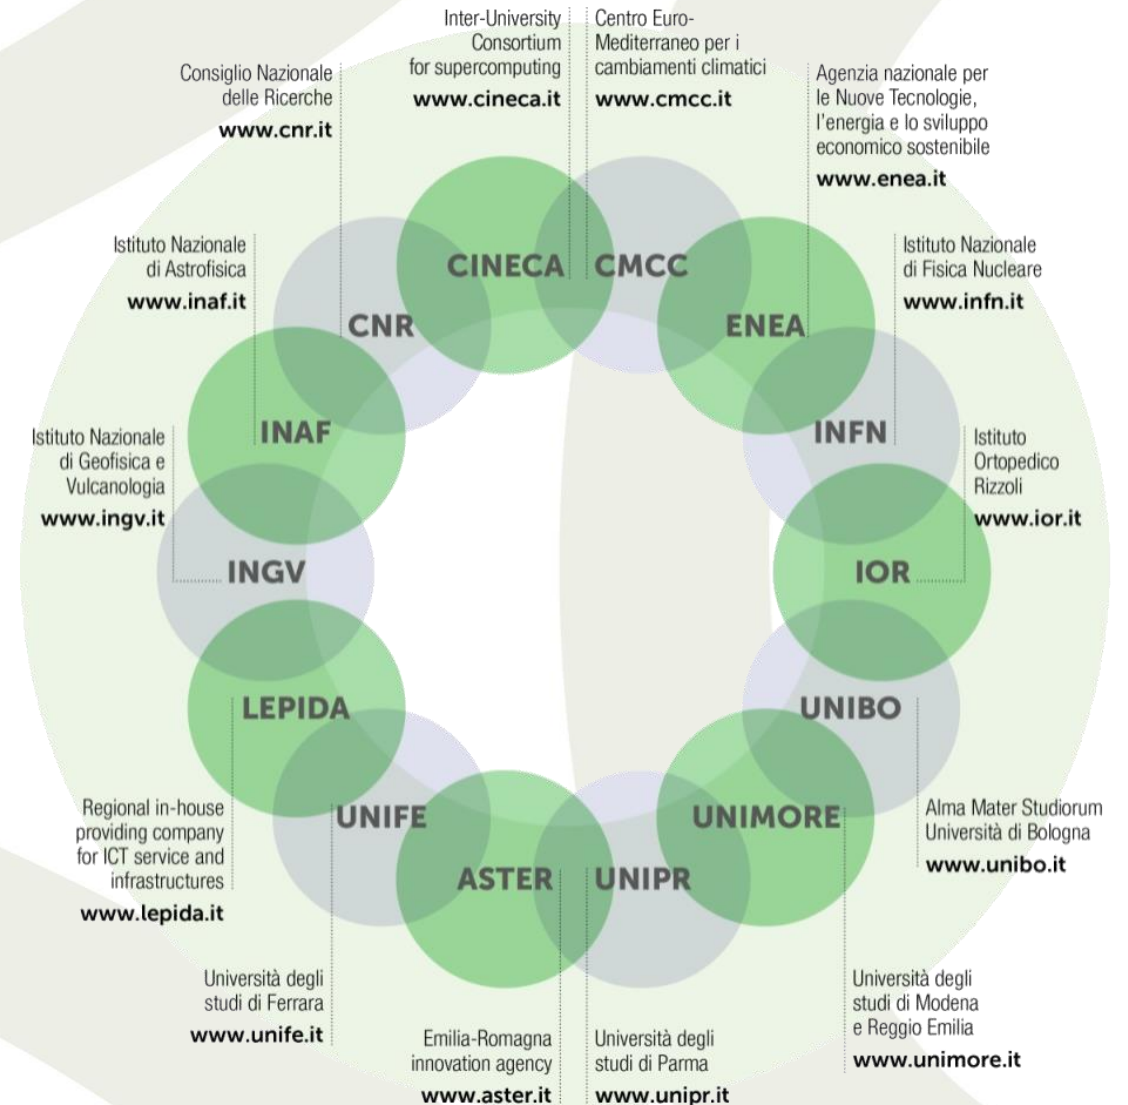 Inter-University
Consortium
for supercomputing
www.cineca.it
Centro Euro-
Mediterraneo per i
cambiamenti climatici
www.cmcc.it
Consiglio Nazionale
delle Ricerche
www.cnr.it
Agenzia nazionale per
le Nuove Tecnologie,
l'energia e lo sviluppo
economico sostenibile
www.enea.it
Istituto Nazionale
di Astrofisica
www.inaf.it
Istituto Nazionale
di Fisica Nucleare
www.infn.it
CINECA
CMCC
CNR
ENEA
INAF
INFN
Istituto Nazionale
di Geofisica e
Vulcanologia
www.ingv.it
Istituto
Ortopedico
Rizzoli
www.ior.it
INGV
IOR
LEPIDA
UNIBO
UNIFE
UNIMORE
ASTER
UNIPR
Regional in-house
providing company
for ICT service and
infrastructures
www.lepida.it
Alma Mater Studiorum
Università di Bologna
www.unibo.it
Università degli
studi di Ferrara
www.unife.it
Università degli
studi di Modena
e Reggio Emilia
www.unimore.it
Emilia-Romagna
innovation agency
www.aster.it
Università degli
studi di Parma
www.unipr.it